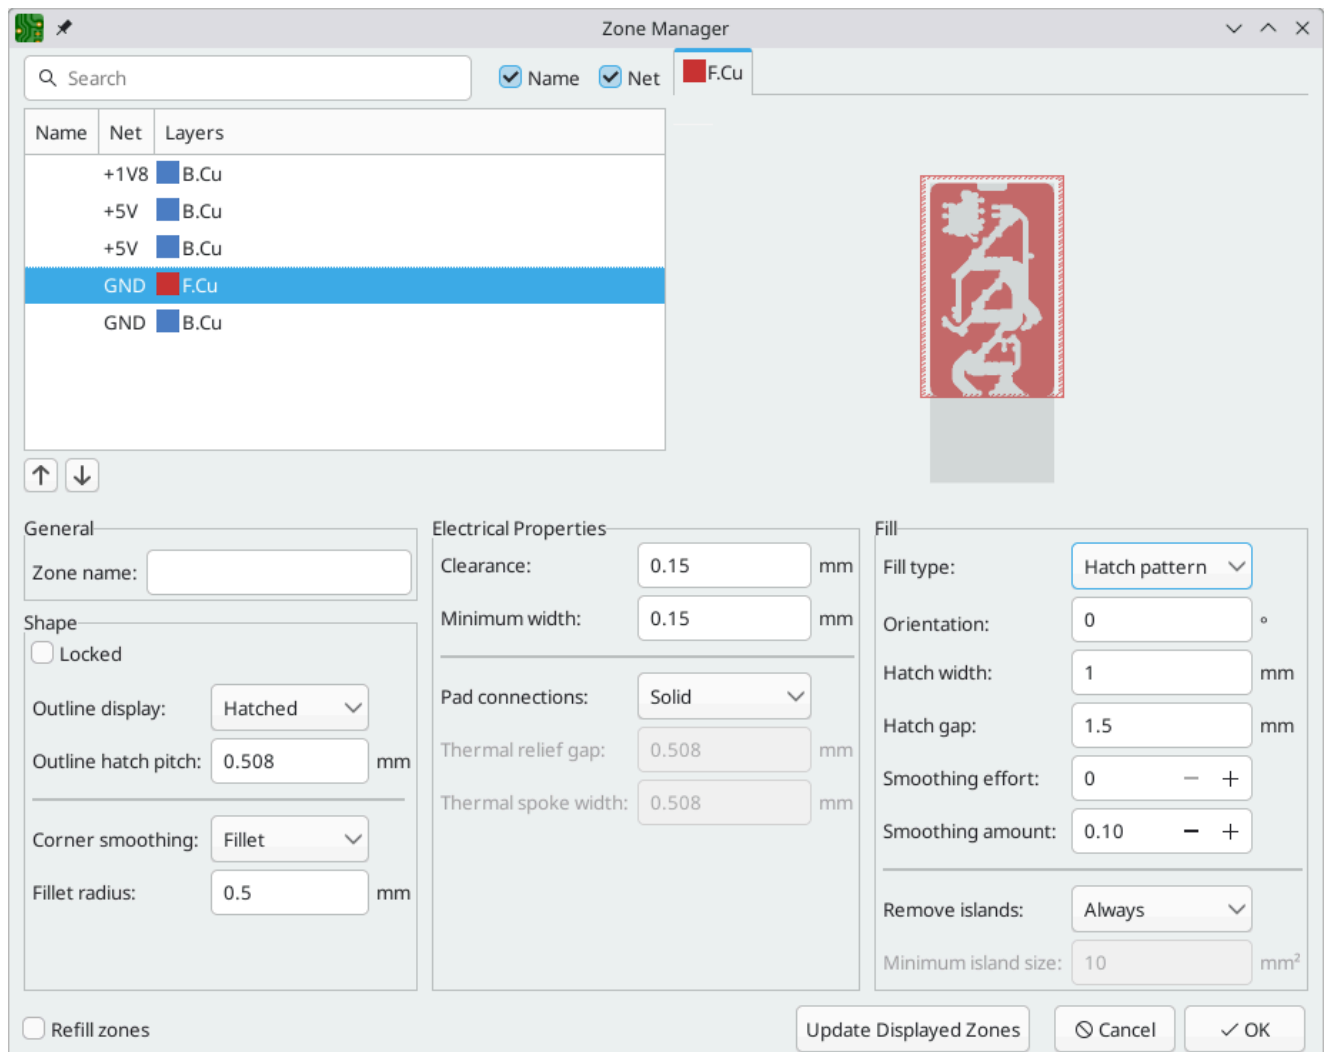 Zone Manager
Search
Name
Net
F.Cu
Name Net Layers
+1V8 B.Cu
+5V B.Cu
+5V B.Cu
GND F.Cu
GND B.Cu
General
Zone name:
Shape
Locked
Outline display: Hatched
Outline hatch pitch: 0.508 mm
Corner smoothing: Fillet
Fillet radius: 0.5 mm
Electrical Properties
Clearance: 0.15 mm
Minimum width: 0.15 mm
Pad connections: Solid
Thermal relief gap: 0.508 mm
Thermal spoke width: 0.508 mm
Fill
Fill type: Hatch pattern
Orientation: 0 °
Hatch width: 1 mm
Hatch gap: 1.5 mm
Smoothing effort: 0 − +
Smoothing amount: 0.10 − +
Remove islands: Always
Minimum island size: 10 mm²
Refill zones
Update Displayed Zones
Cancel
OK